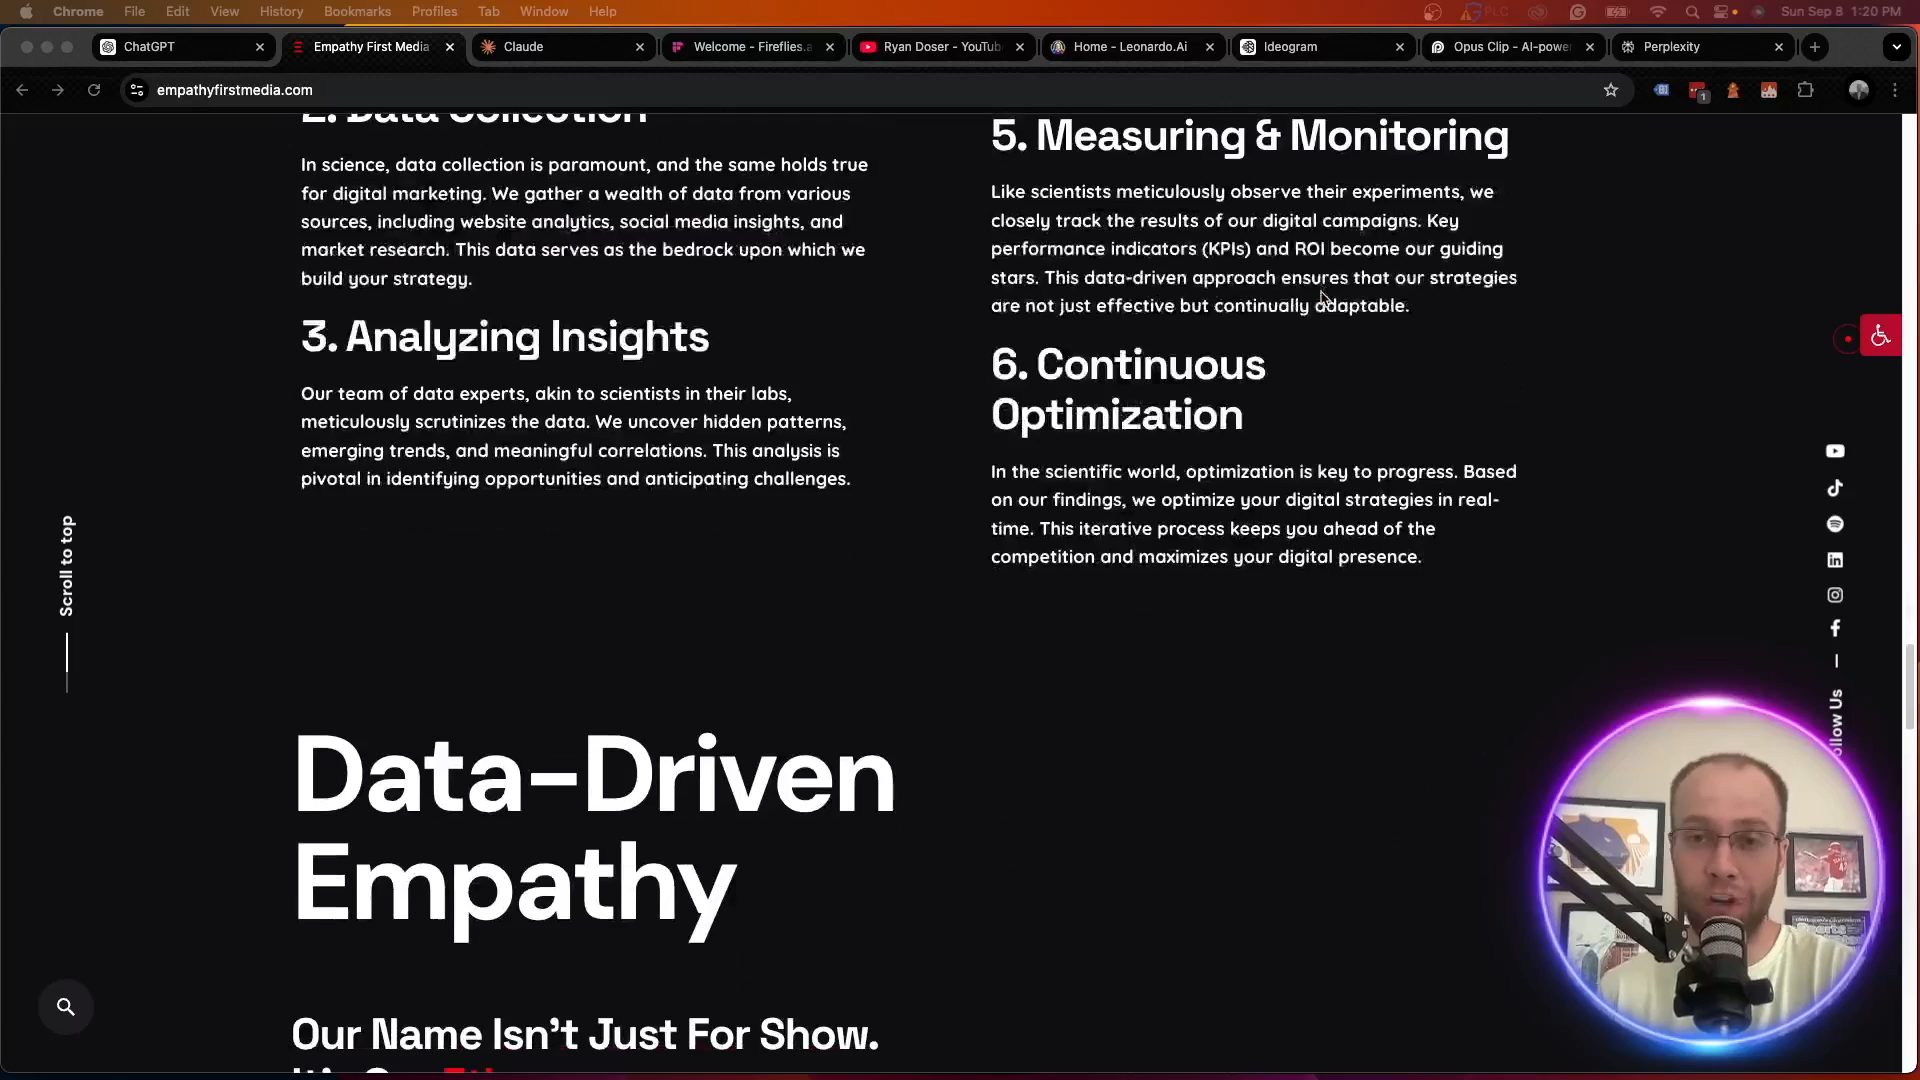 Chrome File Edit View History Bookmarks Profiles Tab Window Help
PLC
Sun Sep 8 1:20 PM
ChatGPT
Empathy First Media
Claude
Welcome - Fireflies.a
Ryan Doser - YouTub
Home - Leonardo.Ai
Ideogram
Opus Clip - AI-powe
Perplexity
empathyfirstmedia.com
1
2. Data Collection
In science, data collection is paramount, and the same holds true
for digital marketing. We gather a wealth of data from various
sources, including website analytics, social media insights, and
market research. This data serves as the bedrock upon which we
build your strategy.
3. Analyzing Insights
Our team of data experts, akin to scientists in their labs,
meticulously scrutinizes the data. We uncover hidden patterns,
emerging trends, and meaningful correlations. This analysis is
pivotal in identifying opportunities and anticipating challenges.
5. Measuring & Monitoring
Like scientists meticulously observe their experiments, we
closely track the results of our digital campaigns. Key
performance indicators (KPIs) and ROI become our guiding
stars. This data-driven approach ensures that our strategies
are not just effective but continually adaptable.
6. Continuous
Optimization
In the scientific world, optimization is key to progress. Based
on our findings, we optimize your digital strategies in real-
time. This iterative process keeps you ahead of the
competition and maximizes your digital presence.
Scroll to top
ollow Us
Data-Driven
Empathy
Our Name Isn't Just For Show.